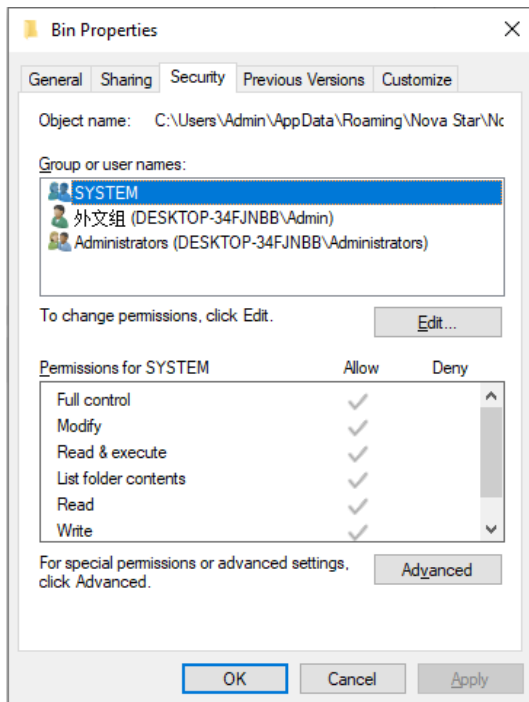 Bin Properties
General Sharing Security Previous Versions Customize
Object name: C:\Users\Admin\AppData\Roaming\Nova Star\Nc
Group or user names:
SYSTEM
外文组 (DESKTOP-34FJNBB\Admin)
Administrators (DESKTOP-34FJNBB\Administrators)
To change permissions, click Edit.
Edit...
Permissions for SYSTEM Allow Deny
Full control
Modify
Read & execute
List folder contents
Read
Write
For special permissions or advanced settings,
click Advanced.
Advanced
OK Cancel Apply